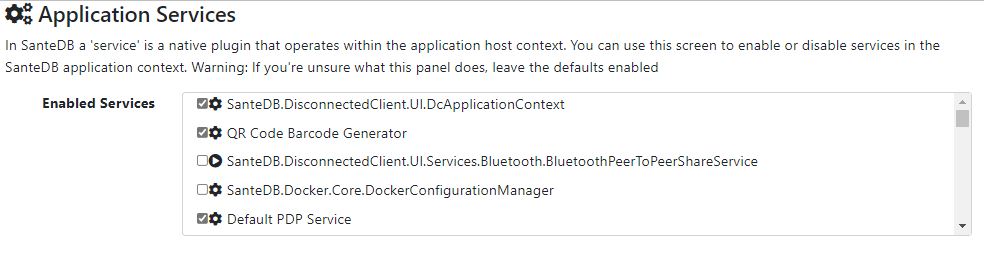 Application Services
In SanteDB a 'service' is a native plugin that operates within the application host context. You can use this screen to enable or disable services in the
SanteDB application context. Warning: If you're unsure what this panel does, leave the defaults enabled
Enabled Services
SanteDB.DisconnectedClient.UI.DcApplicationContext
QR Code Barcode Generator
SanteDB.DisconnectedClient.UI.Services.Bluetooth.BluetoothPeerToPeerShareService
SanteDB.Docker.Core.DockerConfigurationManager
Default PDP Service